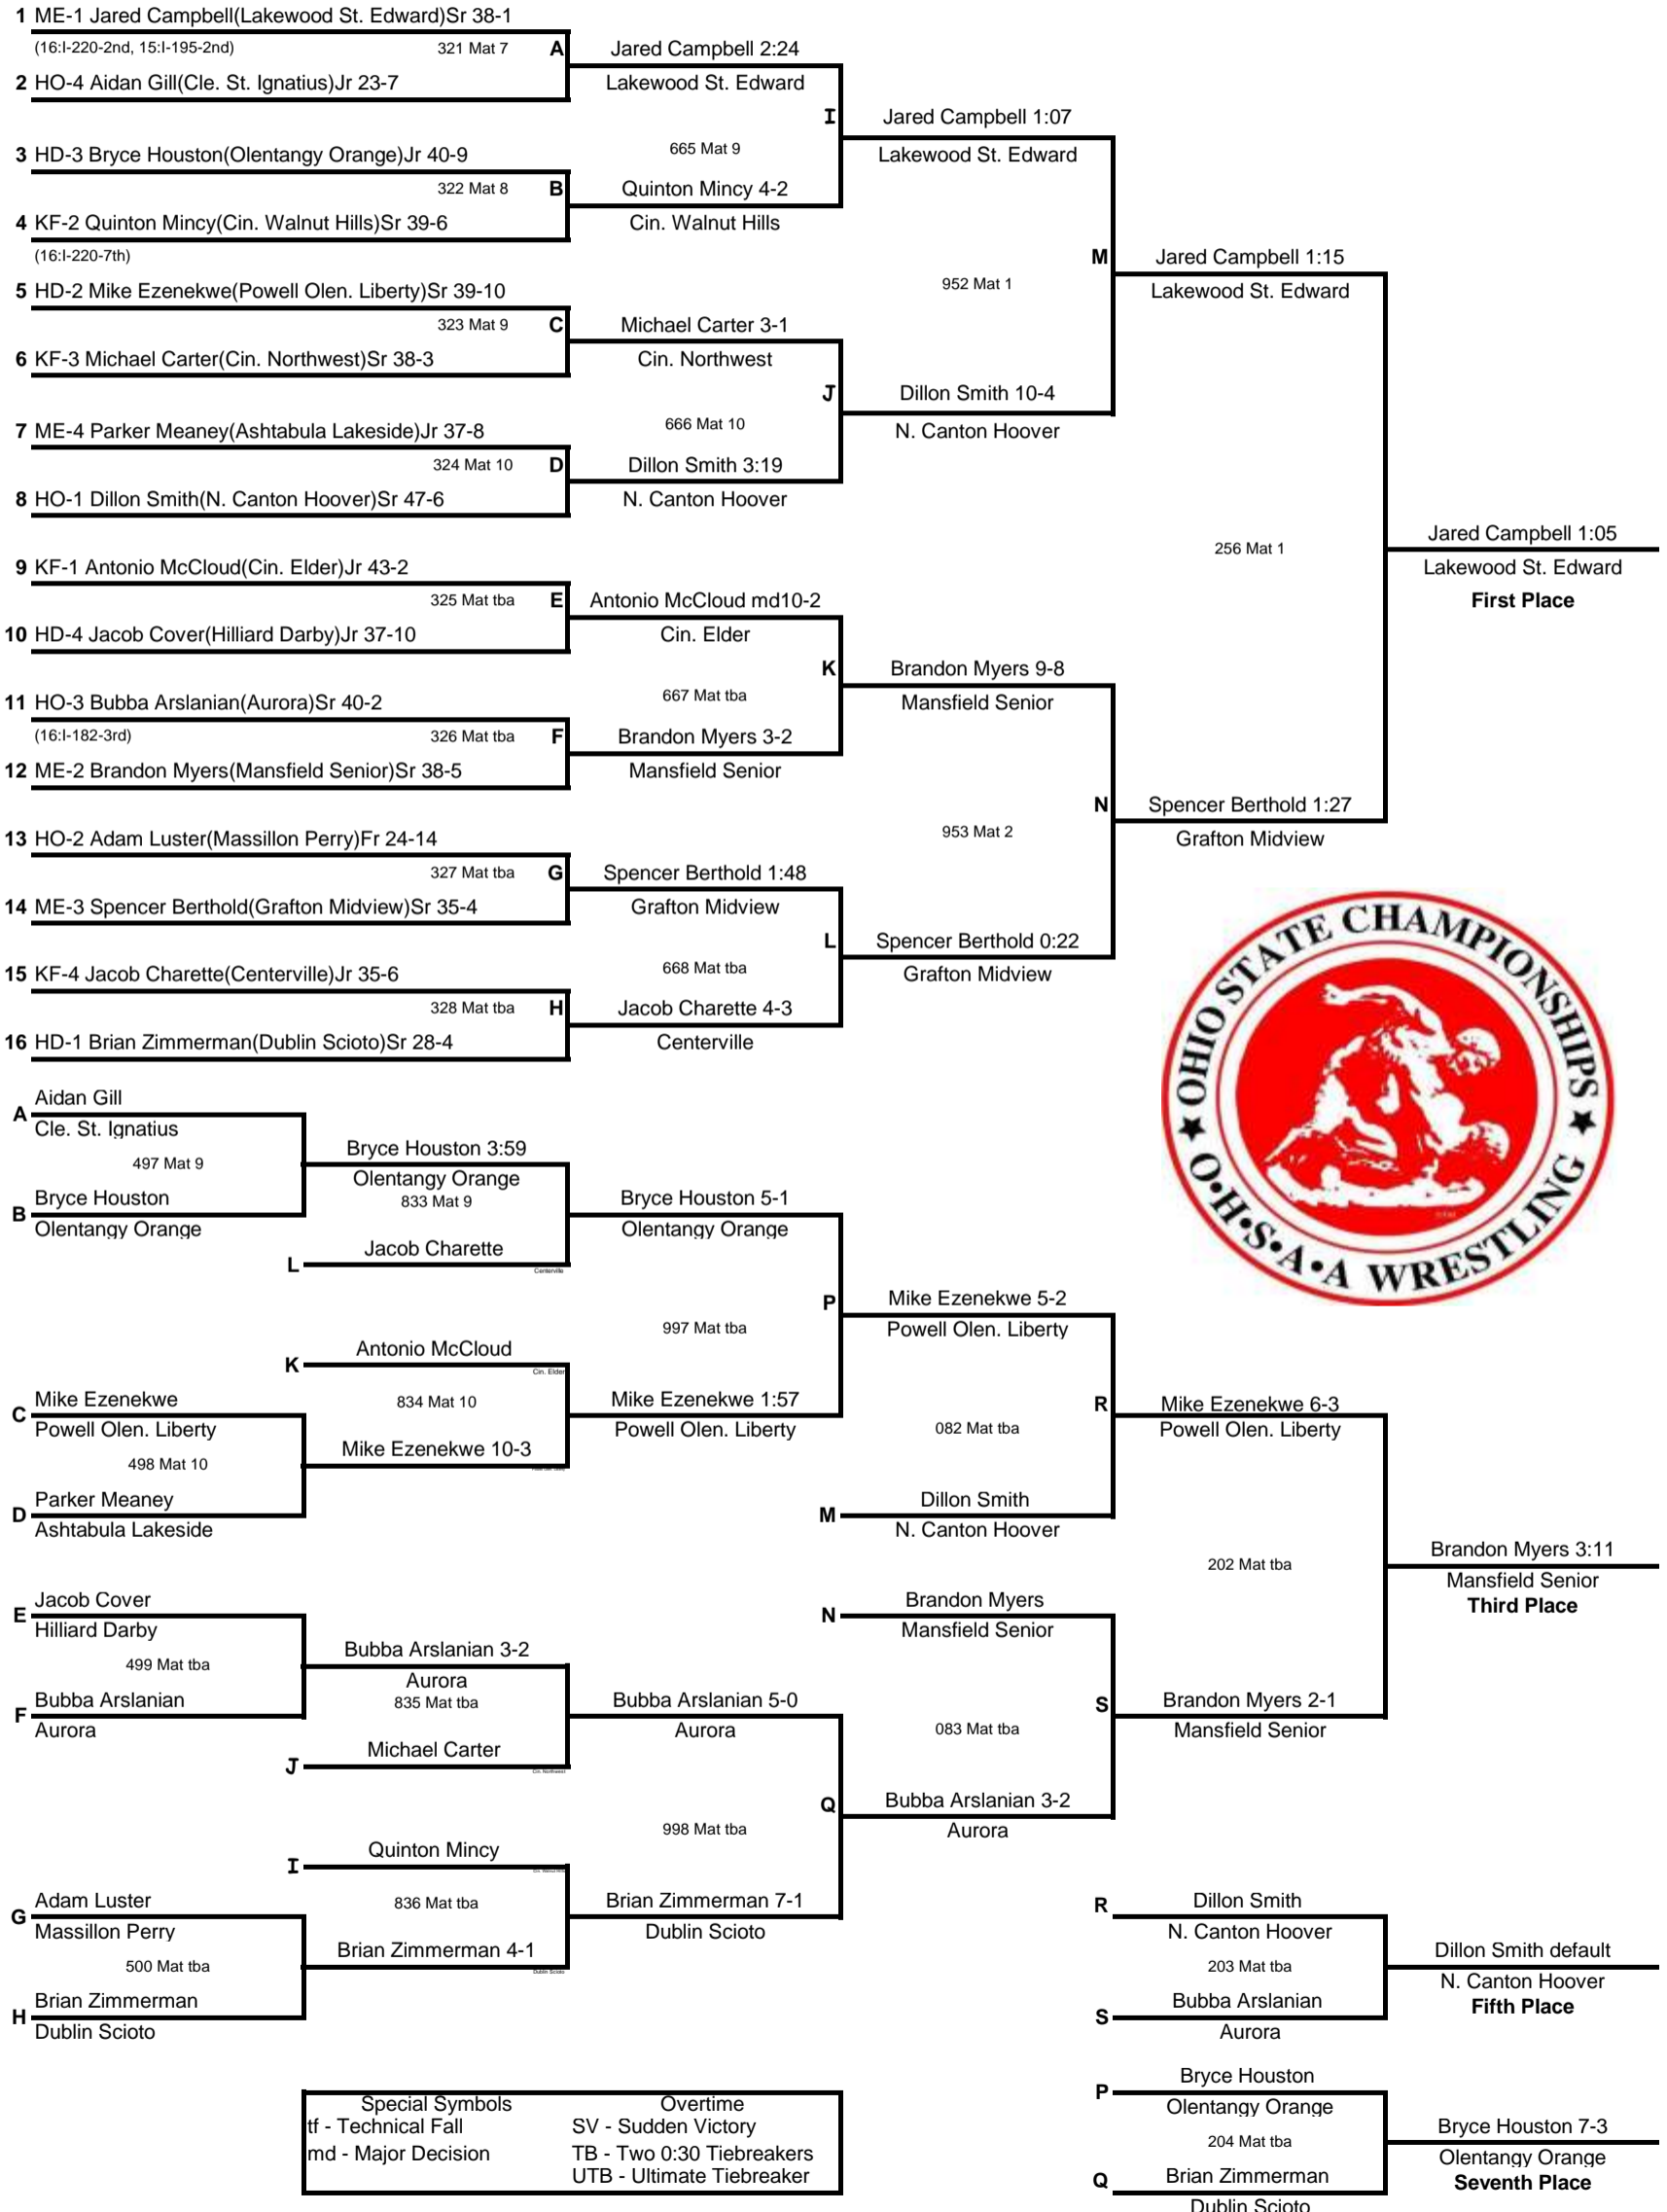 1 ME-1 Jared Campbell(Lakewood St. Edward)Sr 38-1
(16:I-220-2nd, 15:I-195-2nd)
321 Mat 7
A
2 HO-4 Aidan Gill(Cle. St. Ignatius)Jr 23-7
Jared Campbell 2:24
Lakewood St. Edward
I
3 HD-3 Bryce Houston(Olentangy Orange)Jr 40-9
322 Mat 8
B
4 KF-2 Quinton Mincy(Cin. Walnut Hills)Sr 39-6
(16:I-220-7th)
665 Mat 9
Quinton Mincy 4-2
Cin. Walnut Hills
Jared Campbell 1:07
Lakewood St. Edward
M
5 HD-2 Mike Ezenekwe(Powell Olen. Liberty)Sr 39-10
323 Mat 9
C
6 KF-3 Michael Carter(Cin. Northwest)Sr 38-3
Michael Carter 3-1
Cin. Northwest
J
952 Mat 1
7 ME-4 Parker Meaney(Ashtabula Lakeside)Jr 37-8
324 Mat 10
D
8 HO-1 Dillon Smith(N. Canton Hoover)Sr 47-6
666 Mat 10
Dillon Smith 3:19
N. Canton Hoover
Dillon Smith 10-4
N. Canton Hoover
Jared Campbell 1:15
Lakewood St. Edward
256 Mat 1
Jared Campbell 1:05
Lakewood St. Edward
First Place
9 KF-1 Antonio McCloud(Cin. Elder)Jr 43-2
325 Mat tba
E
10 HD-4 Jacob Cover(Hilliard Darby)Jr 37-10
Antonio McCloud md10-2
Cin. Elder
K
11 HO-3 Bubba Arslanian(Aurora)Sr 40-2
(16:I-182-3rd)
326 Mat tba
F
12 ME-2 Brandon Myers(Mansfield Senior)Sr 38-5
667 Mat tba
Brandon Myers 3-2
Mansfield Senior
Brandon Myers 9-8
Mansfield Senior
N
13 HO-2 Adam Luster(Massillon Perry)Fr 24-14
327 Mat tba
G
14 ME-3 Spencer Berthold(Grafton Midview)Sr 35-4
Spencer Berthold 1:48
Grafton Midview
L
953 Mat 2
15 KF-4 Jacob Charette(Centerville)Jr 35-6
328 Mat tba
H
16 HD-1 Brian Zimmerman(Dublin Scioto)Sr 28-4
668 Mat tba
Jacob Charette 4-3
Centerville
Spencer Berthold 0:22
Grafton Midview
Spencer Berthold 1:27
Grafton Midview
OHIO STATE CHAMPIONSHIPS
★ O•H•S•A•A WRESTLING ★
A
Aidan Gill
Cle. St. Ignatius
497 Mat 9
B
Bryce Houston
Olentangy Orange
Bryce Houston 3:59
Olentangy Orange
833 Mat 9
L
Jacob Charette
Centerville
Bryce Houston 5-1
Olentangy Orange
P
K
Antonio McCloud
Cin. Elder
C
Mike Ezenekwe
Powell Olen. Liberty
498 Mat 10
D
Parker Meaney
Ashtabula Lakeside
834 Mat 10
Mike Ezenekwe 10-3
997 Mat tba
Mike Ezenekwe 1:57
Powell Olen. Liberty
Mike Ezenekwe 5-2
Powell Olen. Liberty
R
082 Mat tba
M
Dillon Smith
N. Canton Hoover
Mike Ezenekwe 6-3
Powell Olen. Liberty
202 Mat tba
Brandon Myers 3:11
Mansfield Senior
Third Place
E
Jacob Cover
Hilliard Darby
499 Mat tba
F
Bubba Arslanian
Aurora
Bubba Arslanian 3-2
Aurora
835 Mat tba
J
Michael Carter
Cin. Northwest
Bubba Arslanian 5-0
Aurora
Q
N
Brandon Myers
Mansfield Senior
083 Mat tba
S
Brandon Myers 2-1
Mansfield Senior
I
Quinton Mincy
G
Adam Luster
Massillon Perry
500 Mat tba
H
Brian Zimmerman
Dublin Scioto
836 Mat tba
Brian Zimmerman 4-1
Dublin Scioto
998 Mat tba
Brian Zimmerman 7-1
Dublin Scioto
Bubba Arslanian 3-2
Aurora
R
Dillon Smith
N. Canton Hoover
203 Mat tba
S
Bubba Arslanian
Aurora
Dillon Smith default
N. Canton Hoover
Fifth Place
P
Bryce Houston
Olentangy Orange
204 Mat tba
Q
Brian Zimmerman
Dublin Scioto
Bryce Houston 7-3
Olentangy Orange
Seventh Place
Special Symbols
tf - Technical Fall
md - Major Decision
Overtime
SV - Sudden Victory
TB - Two 0:30 Tiebreakers
UTB - Ultimate Tiebreaker